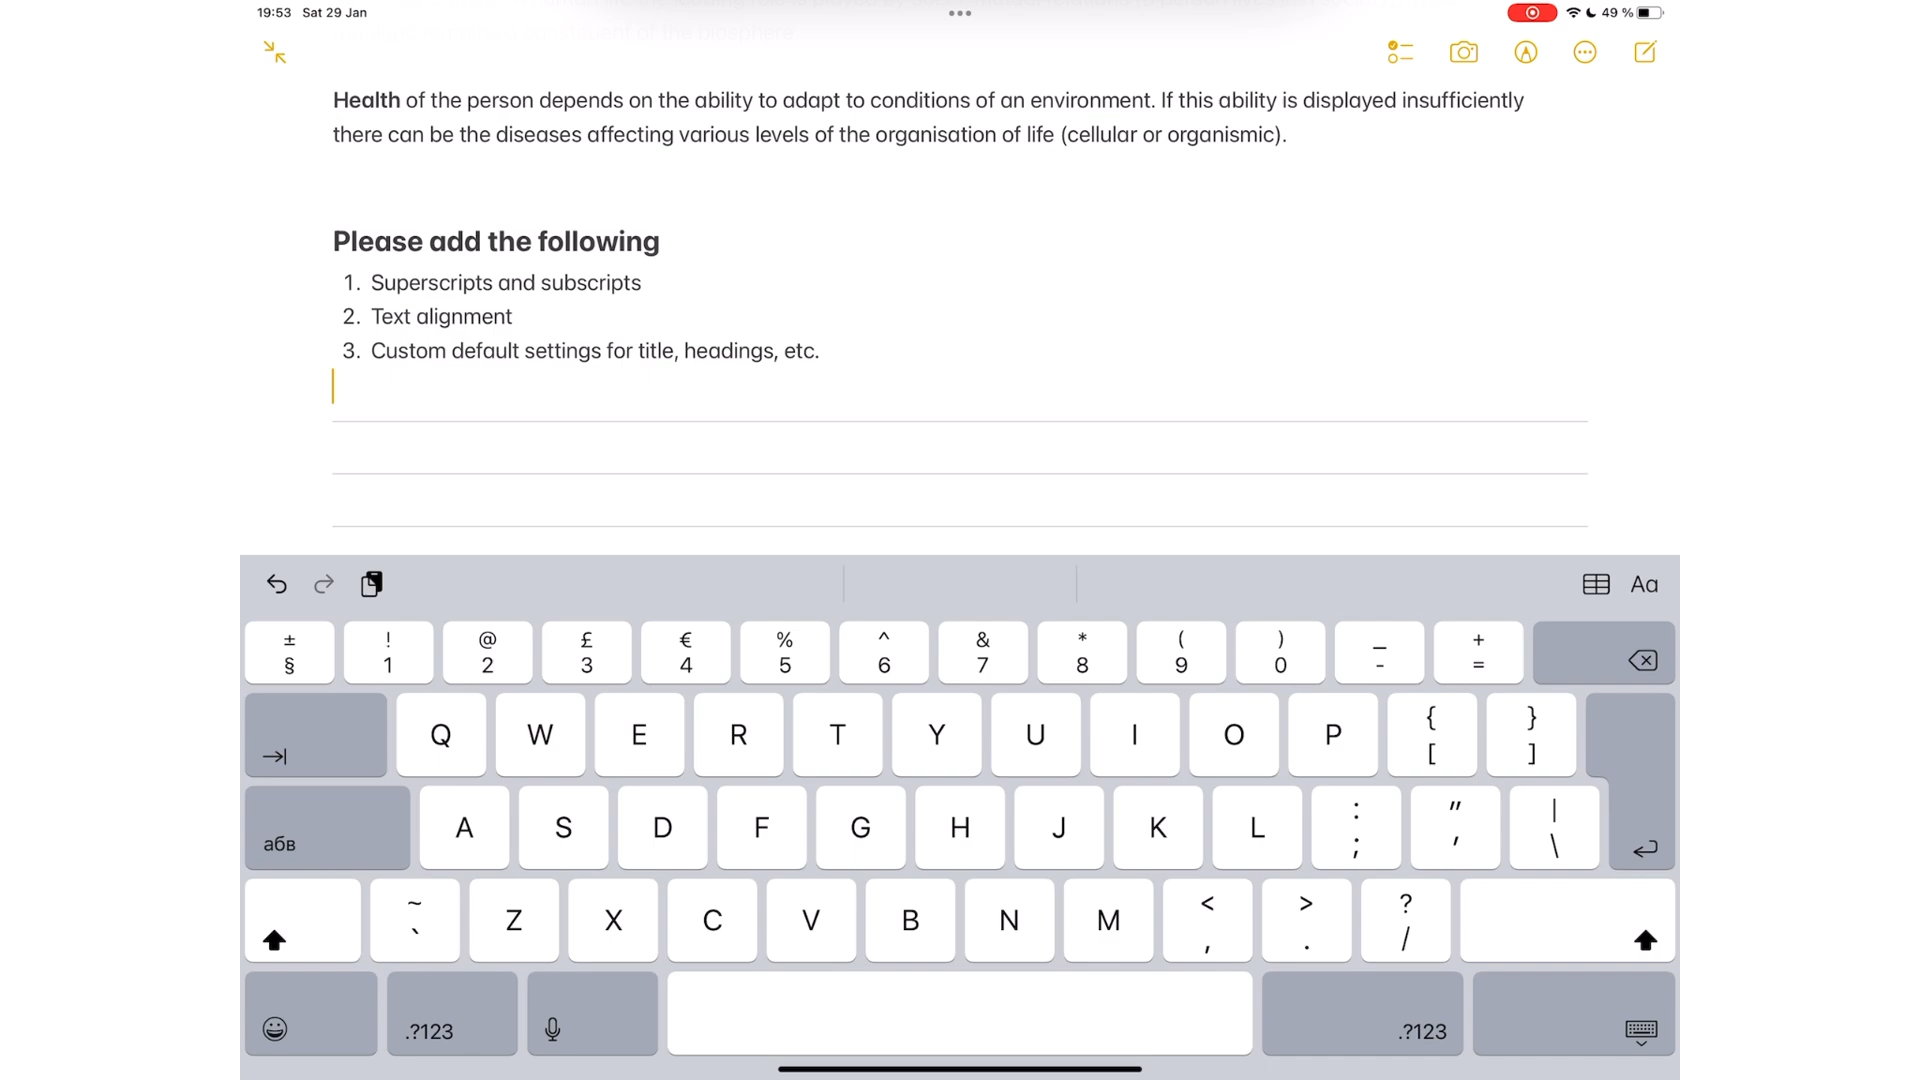 19:53 Sat 29 Jan
49 %
Health of the person depends on the ability to adapt to conditions of an environment. If this ability is displayed insufficiently
there can be the diseases affecting various levels of the organisation of life (cellular or organismic).
Please add the following
1. Superscripts and subscripts
2. Text alignment
3. Custom default settings for title, headings, etc.
Aa
± ! @ £ € % ^ & * ( ) _ +
§ 1 2 3 4 5 6 7 8 9 0 - =
Q W E R T Y U I O P { }
[ ]
абв A S D F G H J K L : " |
; ' \
~ Z X C V B N M < > ?
` , . /
.?123 .?123